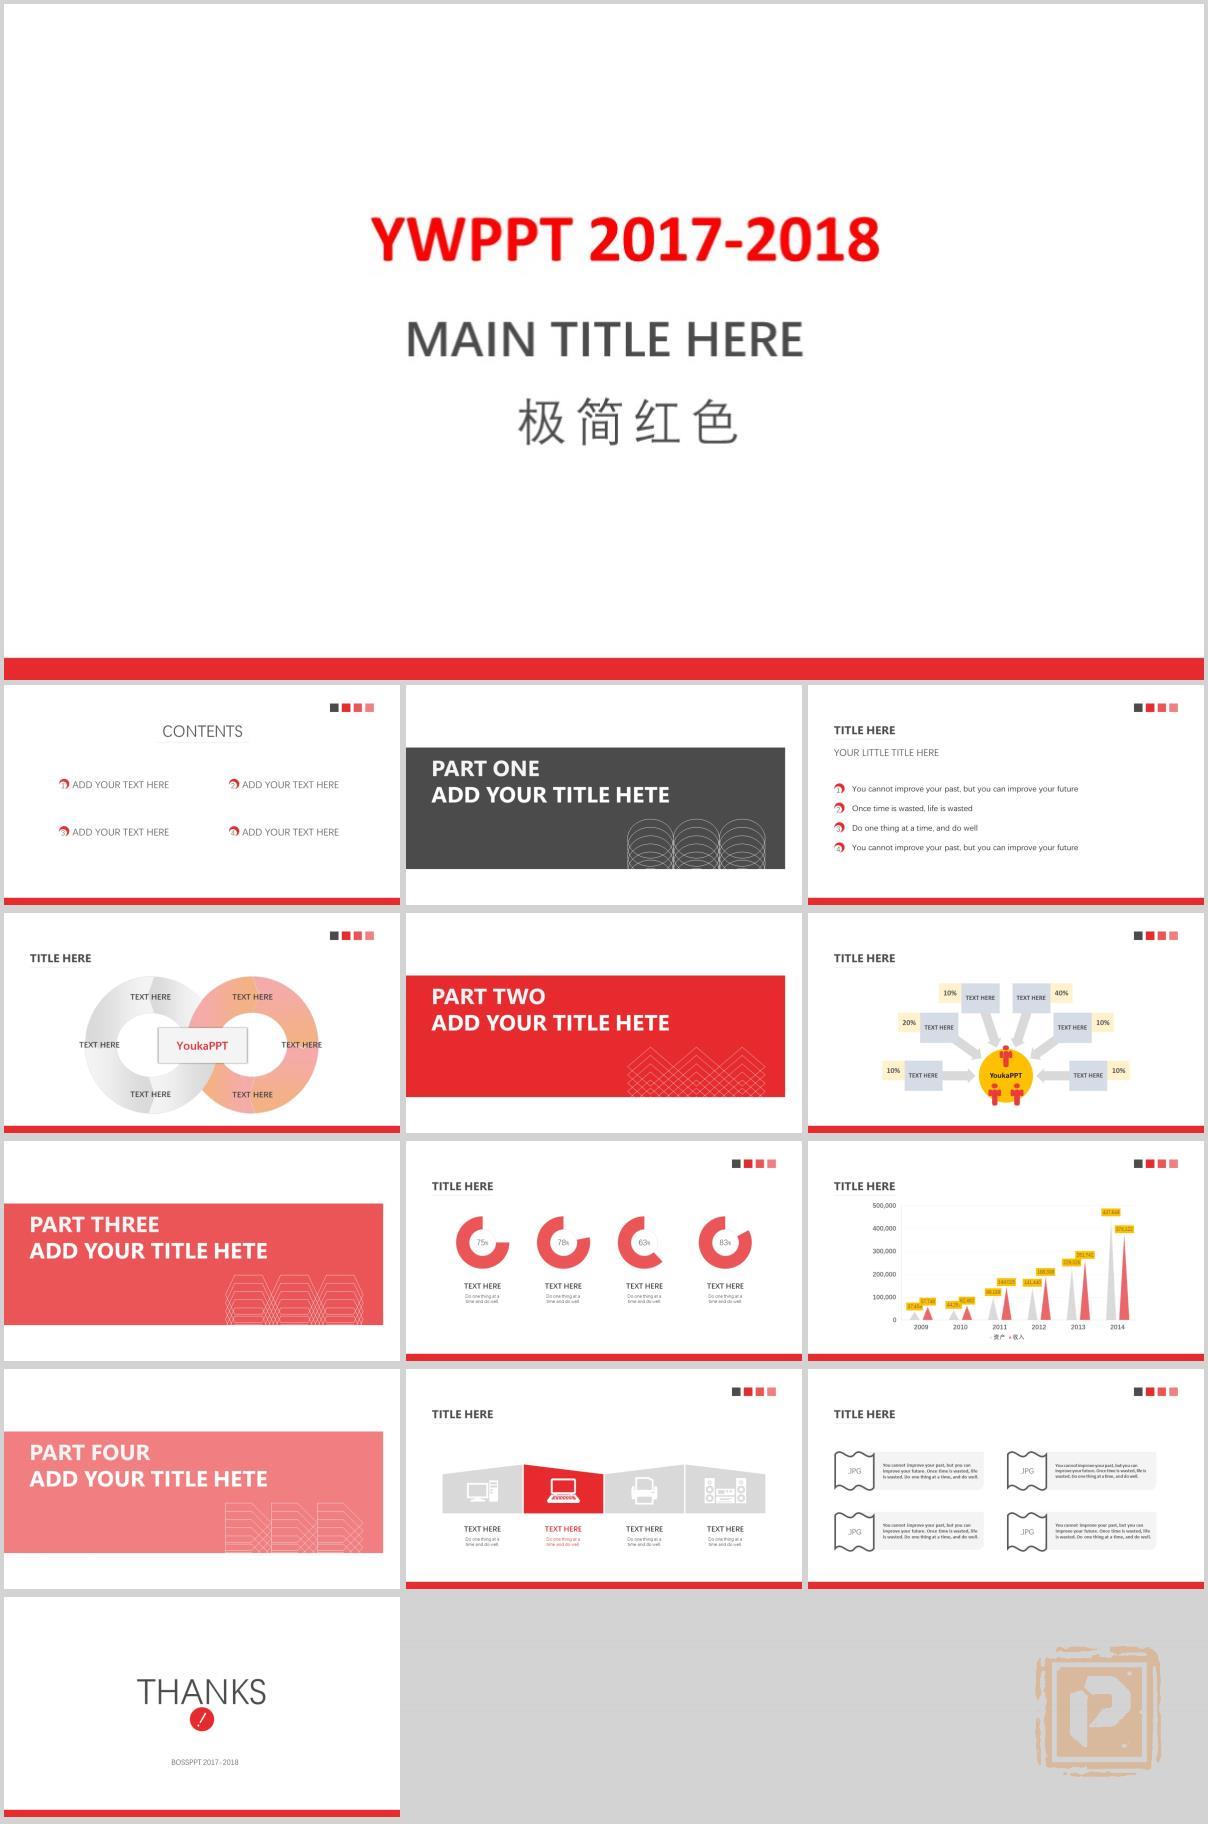 YWPPT 2017-2018
MAIN TITLE HERE
极简红色
CONTENTS
1 ADD YOUR TEXT HERE
2 ADD YOUR TEXT HERE
3 ADD YOUR TEXT HERE
4 ADD YOUR TEXT HERE
PART ONE
ADD YOUR TITLE HETE
TITLE HERE
YOUR LITTLE TITLE HERE
1 You cannot improve your past, but you can improve your future
2 Once time is wasted, life is wasted
3 Do one thing at a time, and do well
4 You cannot improve your past, but you can improve your future
TITLE HERE
TEXT HERE
TEXT HERE
TEXT HERE
YoukaPPT
TEXT HERE
TEXT HERE
TEXT HERE
PART TWO
ADD YOUR TITLE HETE
TITLE HERE
10% TEXT HERE
TEXT HERE 40%
20% TEXT HERE
TEXT HERE 10%
10% TEXT HERE
YoukaPPT
TEXT HERE 10%
PART THREE
ADD YOUR TITLE HETE
TITLE HERE
75%
78%
63%
83%
TEXT HERE
TEXT HERE
TEXT HERE
TEXT HERE
Do one thing at a
time and do well
Do one thing at a
time and do well
Do one thing at a
time and do well
Do one thing at a
time and do well
TITLE HERE
500,000
400,000
300,000
200,000
100,000
0
2009
2010
2011
2012
2013
2014
资产
收入
PART FOUR
ADD YOUR TITLE HETE
TITLE HERE
TEXT HERE
TEXT HERE
TEXT HERE
TEXT HERE
Do one thing at a
time and do well
Do one thing at a
time and do well
Do one thing at a
time and do well
Do one thing at a
time and do well
TITLE HERE
JPG
You cannot improve your past, but you can
improve your future. Once time is wasted, life
is wasted. Do one thing at a time, and do well.
JPG
You cannot improve your past, but you can
improve your future. Once time is wasted, life is
wasted. Do one thing at a time, and do well.
JPG
You cannot improve your past, but you can
improve your future. Once time is wasted, life
is wasted. Do one thing at a time, and do well.
JPG
You cannot improve your past, but you can
improve your future. Once time is wasted, life
is wasted. Do one thing at a time, and do well.
THANKS
!
BOSSPPT 2017-2018